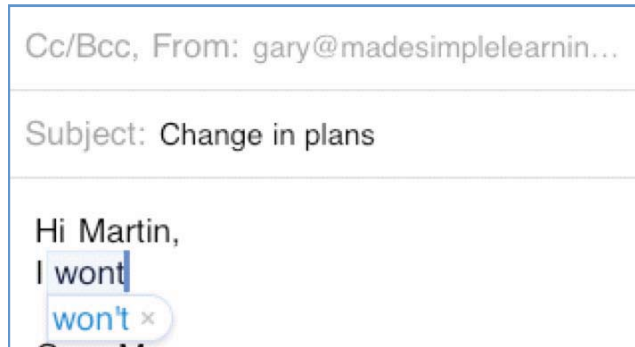 Cc/Bcc, From: gary@madesimplelearnin...
Subject: Change in plans
Hi Martin,
I wont
won't ×